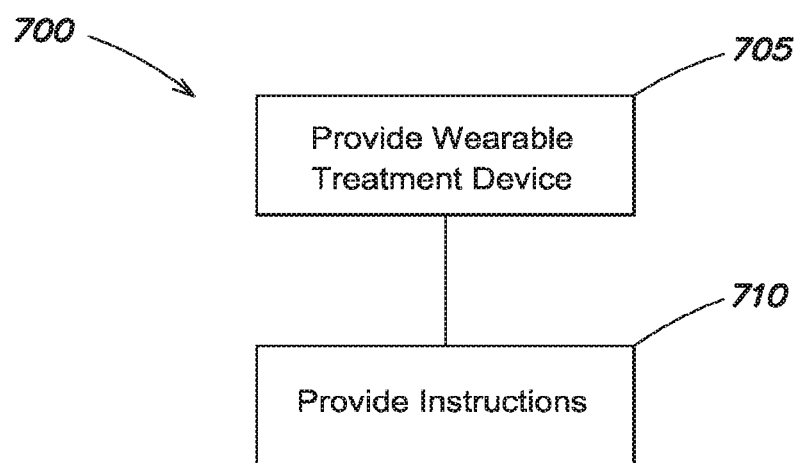 700
705
Provide Wearable
Treatment Device
710
Provide Instructions